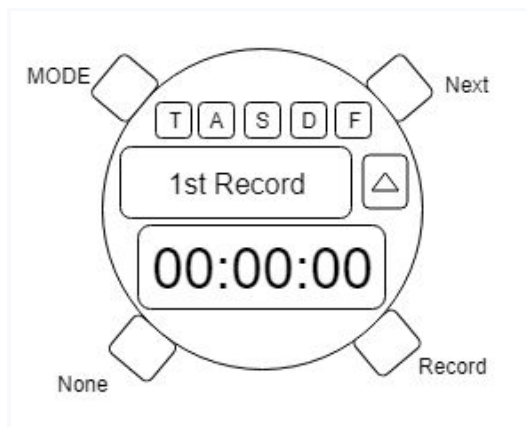 MODE
Next
T A S D F
1st Record
00:00:00
None
Record